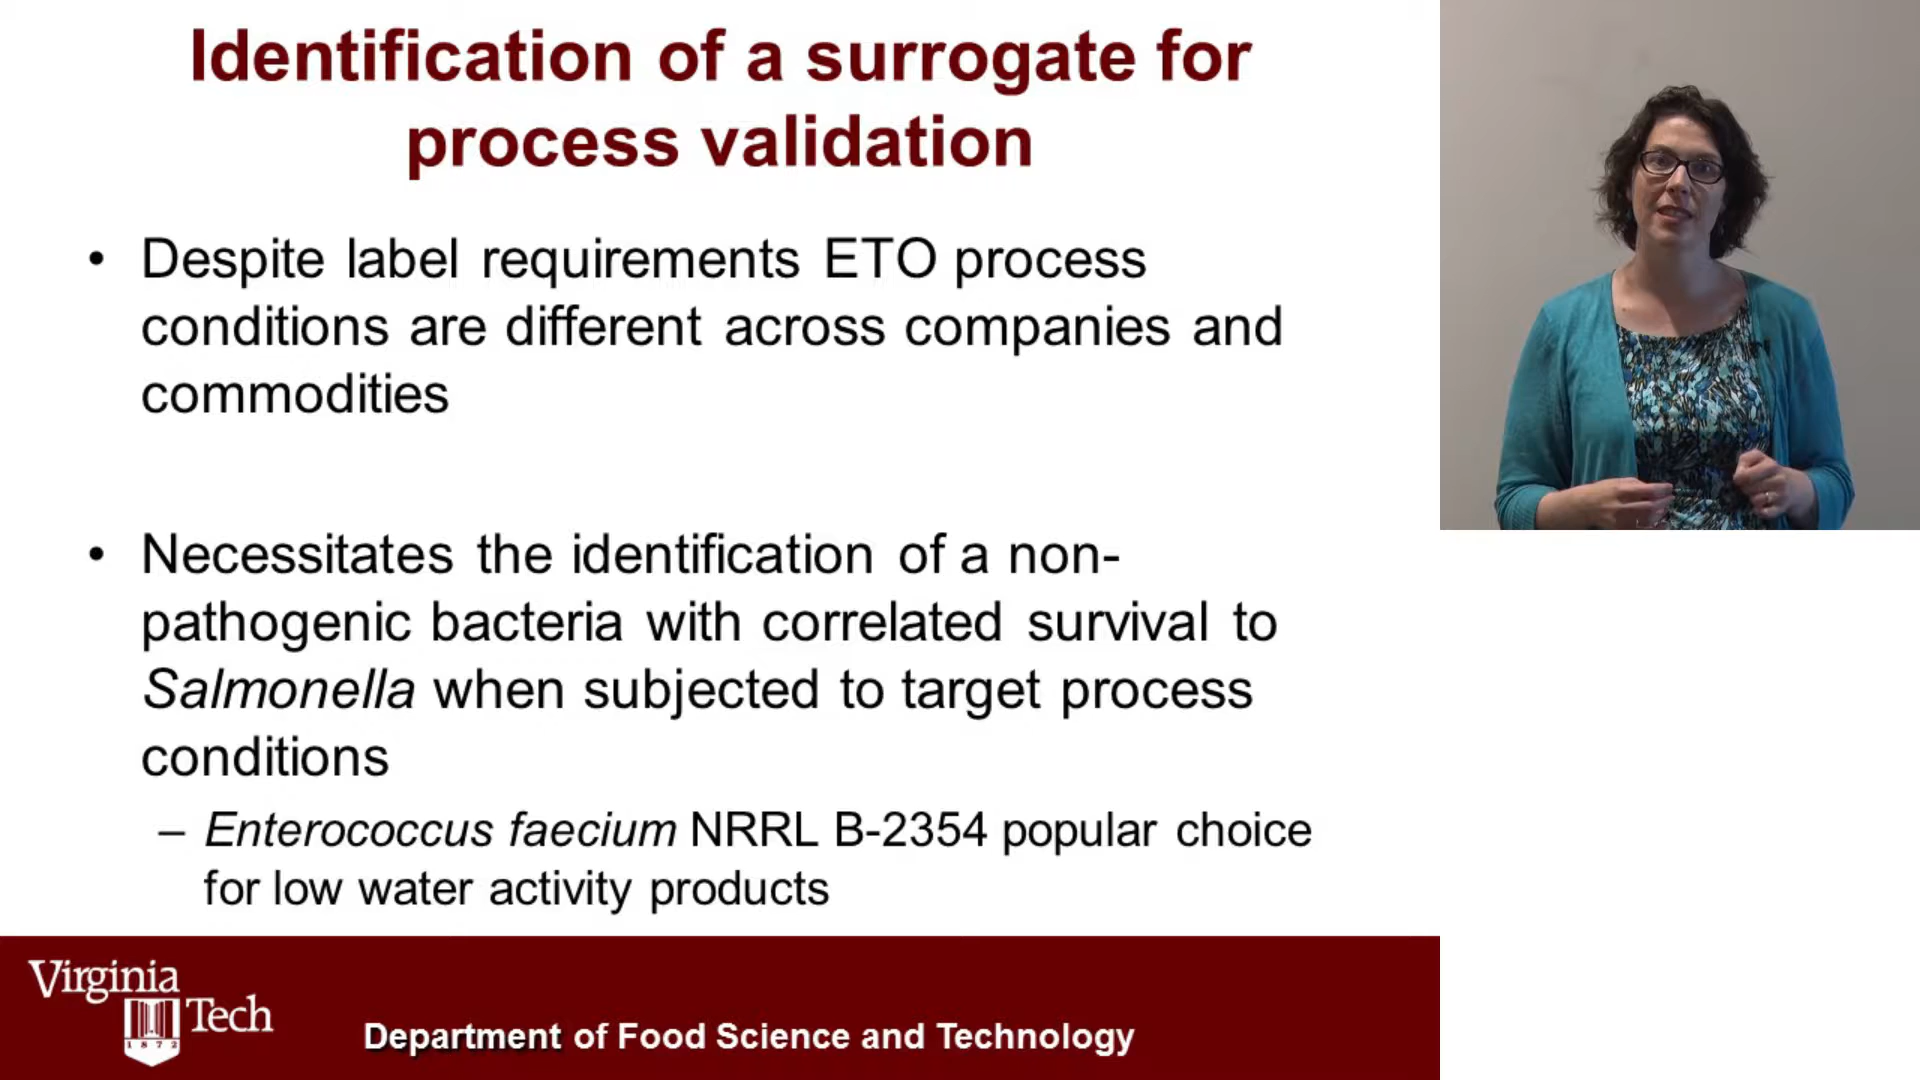 Identification of a surrogate for
process validation
• Despite label requirements ETO process
conditions are different across companies and
commodities
• Necessitates the identification of a non-
pathogenic bacteria with correlated survival to
Salmonella when subjected to target process
conditions
– Enterococcus faecium NRRL B-2354 popular choice
for low water activity products
Virginia
Tech
1872
Department of Food Science and Technology